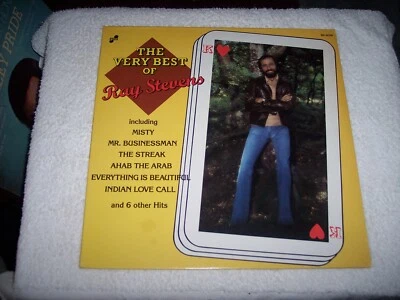 THE
VERY BEST
OF
Ray Stevens
including
MISTY
MR. BUSINESSMAN
THE STREAK
AHAB THE ARAB
EVERYTHING IS BEAUTIFUL
INDIAN LOVE CALL
and 6 other Hits
K
K
PRIDE